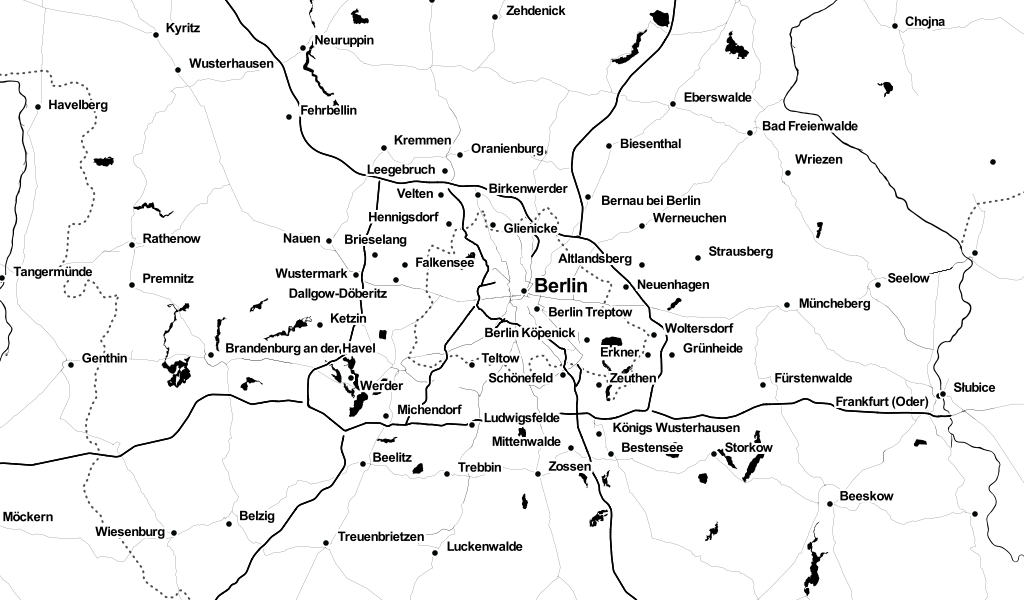 Zehdenick
Chojna
Kyritz
Neuruppin
Wusterhausen
Eberswalde
Havelberg
Fehrbellin
Bad Freienwalde
Kremmen
Oranienburg
Biesenthal
Wriezen
Leegebruch
Velten
Birkenwerder
Bernau bei Berlin
Hennigsdorf
Werneuchen
Glienicke
Rathenow
Nauen
Brieselang
Strausberg
Altlandsberg
Falkensee
Tangermünde
Wustermark
Premnitz
Seelow
Neuenhagen
Berlin
Dallgow-Döberitz
Müncheberg
Berlin Treptow
Ketzin
Berlin Köpenick
Woltersdorf
Brandenburg an der Havel
Erkner
Grünheide
Genthin
Teltow
Schönefeld
Zeuthen
Fürstenwalde
Werder
Slubice
Frankfurt (Oder)
Michendorf
Ludwigsfelde
Königs Wusterhausen
Mittenwalde
Bestensee
Storkow
Beelitz
Trebbin
Zossen
Beeskow
Möckern
Belzig
Wiesenburg
Treuenbrietzen
Luckenwalde